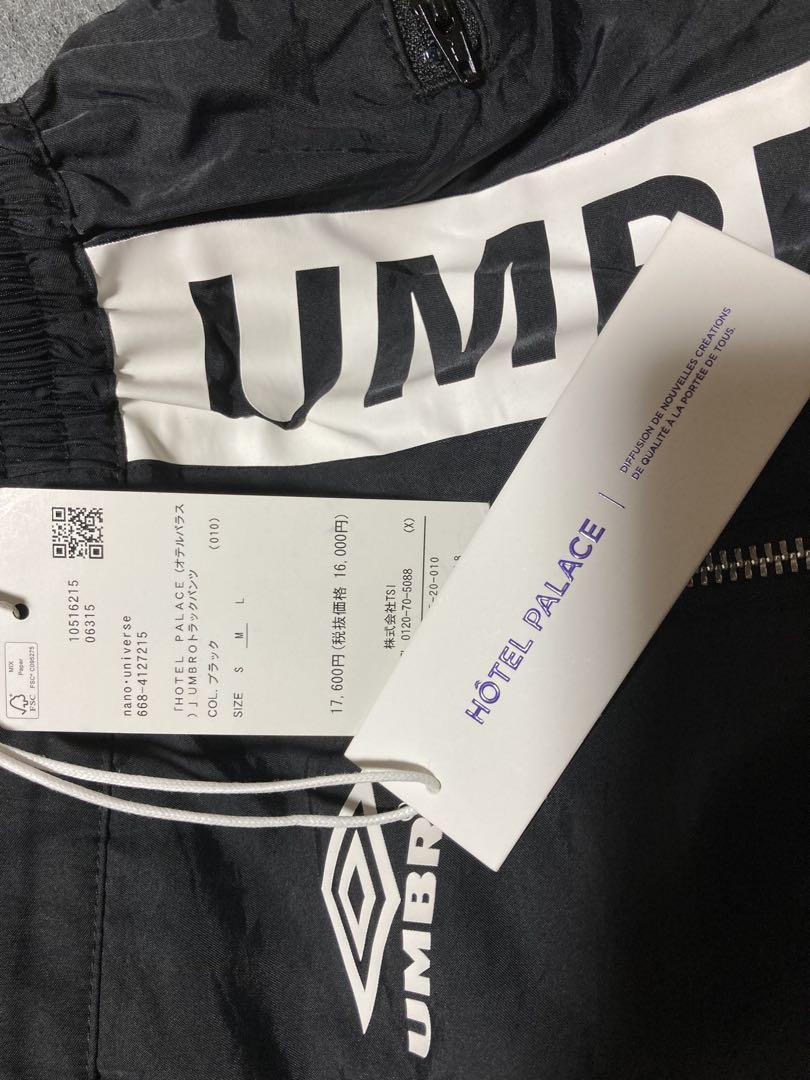 UMB
10516215
06315
MIX
Paper
FSC® C095275
FSC
nano・universe
668-4127215
「HOTEL PALACE(オテルパラス
)」UMBROトラックパンツ
COL. ブラック (010)
SIZE S M L
17,600円(税抜価格 16,000円)
株式会社TSI (X)
0120-70-5088
-20-010
HÔTEL PALACE
DIFFUSION DE NOUVELLES CRÉATIONS
DE QUALITÉ À LA PORTÉE DE TOUS.
UMBR